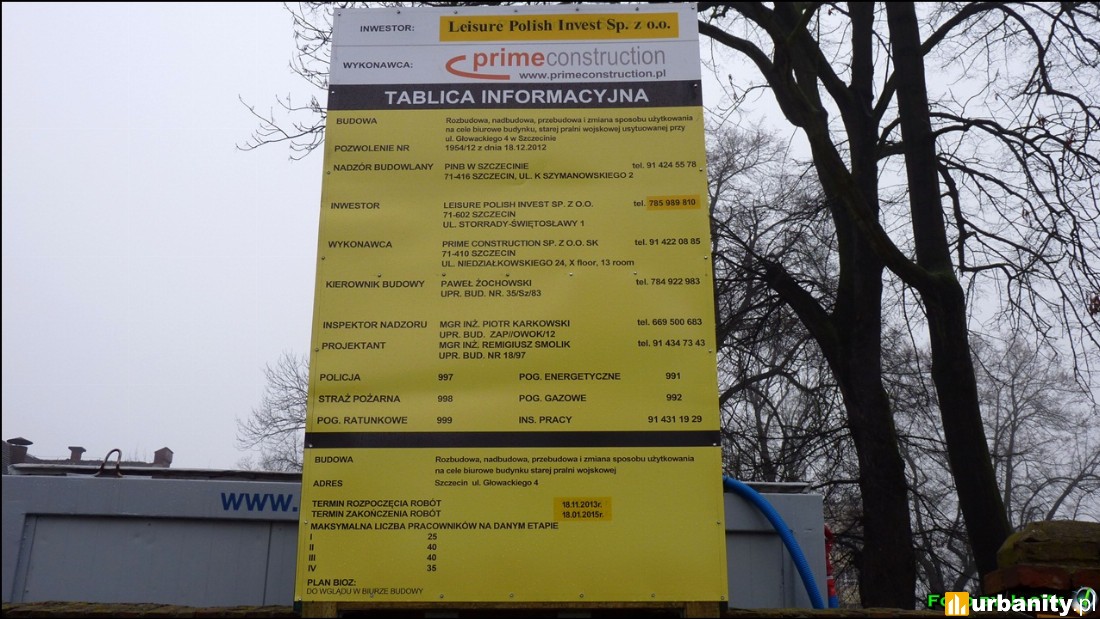 INWESTOR: Leisure Polish Invest Sp. z o.o.
WYKONAWCA: primeconstruction
www.primeconstruction.pl
TABLICA INFORMACYJNA
BUDOWA Rozbudowa, nadbudowa, przebudowa i zmiana sposobu użytkowania
na cele biurowe budynku, starej pralni wojskowej usytuowanej przy
ul. Głowackiego 4 w Szczecinie
POZWOLENIE NR 1954/12 z dnia 18.12.2012
NADZÓR BUDOWLANY PINB W SZCZECINIE tel. 91 424 55 78
71-416 SZCZECIN, UL. K SZYMANOWSKIEGO 2
INWESTOR LEISURE POLISH INVEST SP. Z O.O. tel. 785 989 810
71-602 SZCZECIN
UL. STORRADY-ŚWIĘTOSŁAWY 1
WYKONAWCA PRIME CONSTRUCTION SP. Z O.O. SK tel. 91 422 08 85
71-410 SZCZECIN
UL. NIEDZIAŁKOWSKIEGO 24, X floor, 13 room
KIEROWNIK BUDOWY PAWEŁ ŻOCHOWSKI tel. 784 922 983
UPR. BUD. NR. 35/Sz/83
INSPEKTOR NADZORU MGR INŻ. PIOTR KARKOWSKI tel. 669 500 683
UPR. BUD. ZAP//OWOK/12
PROJEKTANT MGR INŻ. REMIGIUSZ SMOLIK tel. 91 434 73 43
UPR. BUD. NR 18/97
POLICJA 997 POG. ENERGETYCZNE 991
STRAŻ POŻARNA 998 POG. GAZOWE 992
POG. RATUNKOWE 999 INS. PRACY 91 431 19 29
BUDOWA Rozbudowa, nadbudowa, przebudowa i zmiana sposobu użytkowania
na cele biurowe budynku starej pralni wojskowej
ADRES Szczecin ul. Głowackiego 4
TERMIN ROZPOCZĘCIA ROBÓT 18.11.2013r.
TERMIN ZAKOŃCZENIA ROBÓT 18.01.2015r.
MAKSYMALNA LICZBA PRACOWNIKÓW NA DANYM ETAPIE
I 25
II 40
III 40
IV 35
PLAN BIOZ:
DO WGLĄDU W BIURZE BUDOWY
www.
urbanity.pl